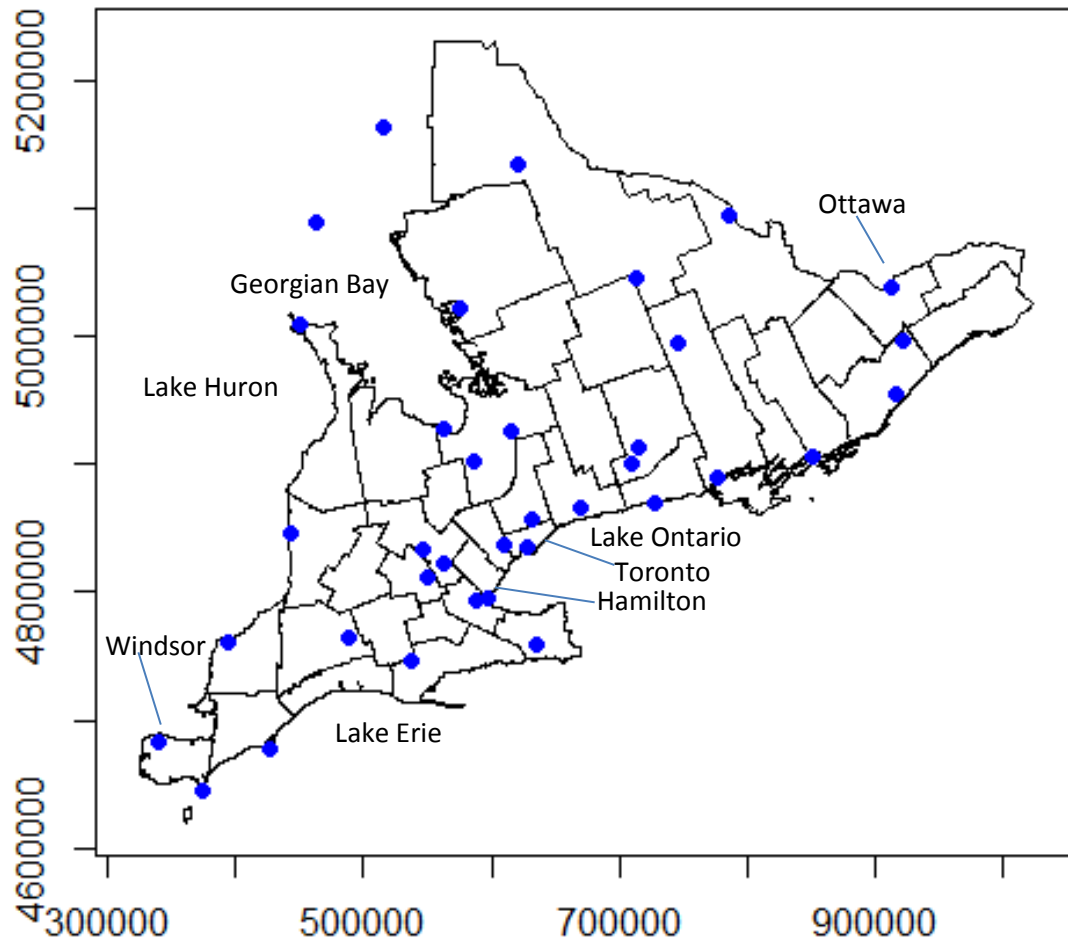 5200000
Ottawa
Georgian Bay
5000000
Lake Huron
Lake Ontario
Toronto
4800000
Hamilton
Windsor
Lake Erie
4600000
300000 500000 700000 900000